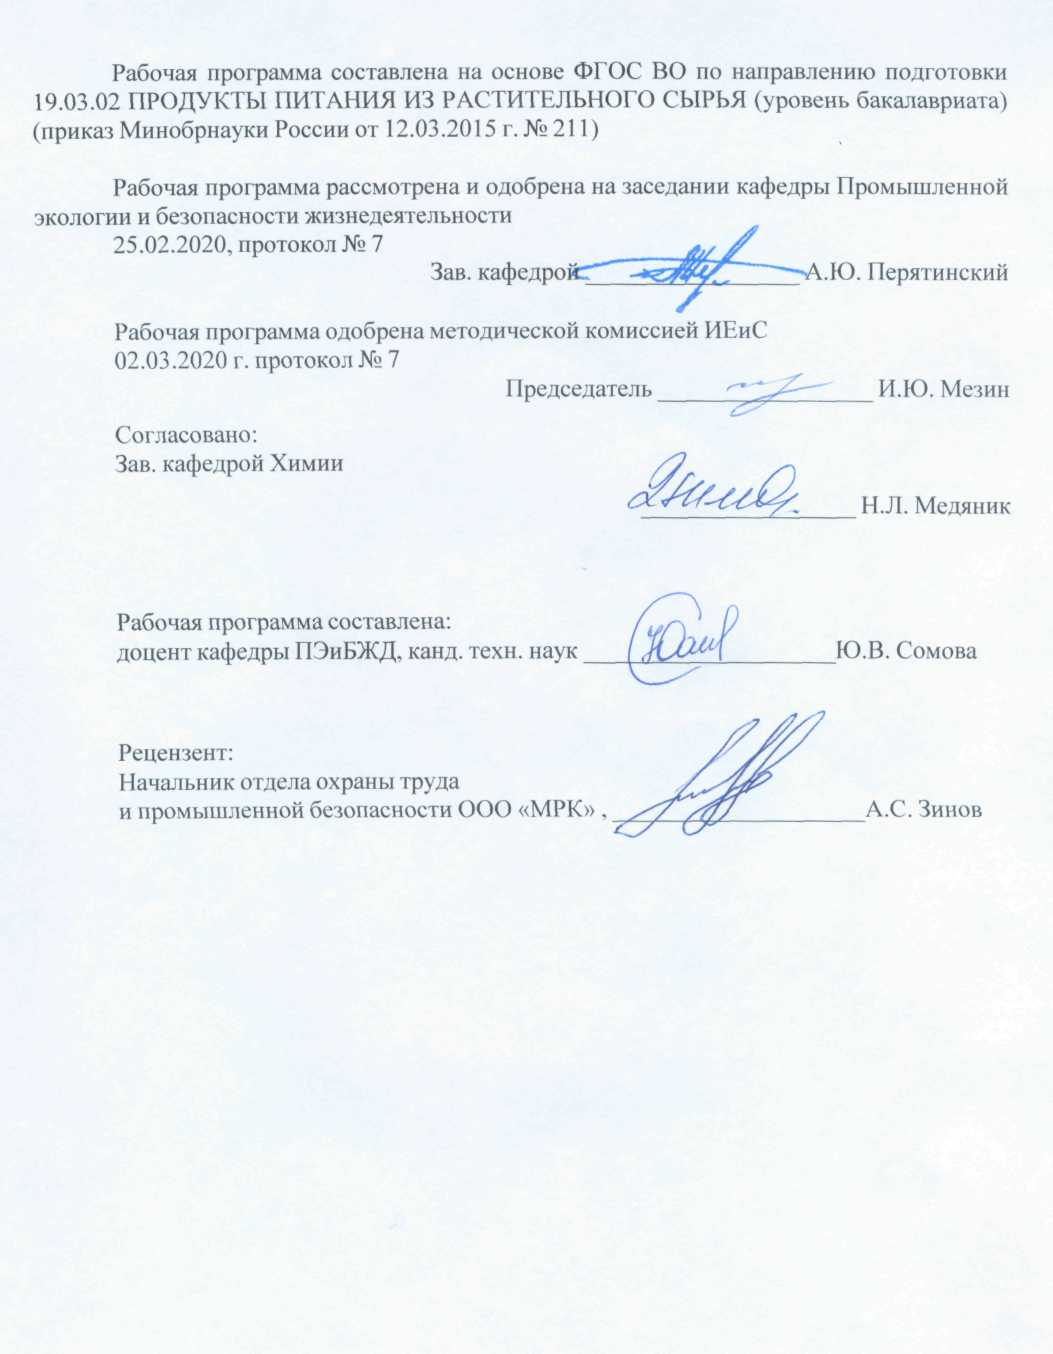 Рабочая программа составлена на основе ФГОС ВО по направлению подготовки
19.03.02 ПРОДУКТЫ ПИТАНИЯ ИЗ РАСТИТЕЛЬНОГО СЫРЬЯ (уровень бакалавриата)
(приказ Минобрнауки России от 12.03.2015 г. № 211)
Рабочая программа рассмотрена и одобрена на заседании кафедры Промышленной
экологии и безопасности жизнедеятельности
25.02.2020, протокол № 7
Зав. кафедрой А.Ю. Перятинский
Рабочая программа одобрена методической комиссией ИЕиС
02.03.2020 г. протокол № 7
Председатель И.Ю. Мезин
Согласовано:
Зав. кафедрой Химии
Н.Л. Медяник
Рабочая программа составлена:
доцент кафедры ПЭиБЖД, канд. техн. наук Ю.В. Сомова
Рецензент:
Начальник отдела охраны труда
и промышленной безопасности ООО «МРК» , А.С. Зинов